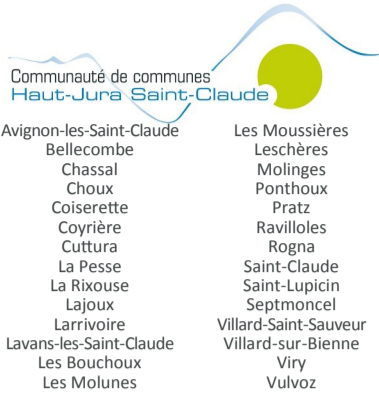 Communauté de communes
Haut-Jura Saint-Claude
Avignon-les-Saint-Claude
Bellecombe
Chassal
Choux
Coiserette
Coyrière
Cuttura
La Pesse
La Rixouse
Lajoux
Larrivoire
Lavans-les-Saint-Claude
Les Bouchoux
Les Molunes
Les Moussières
Leschères
Molinges
Ponthoux
Pratz
Ravilloles
Rogna
Saint-Claude
Saint-Lupicin
Septmoncel
Villard-Saint-Sauveur
Villard-sur-Bienne
Viry
Vulvoz